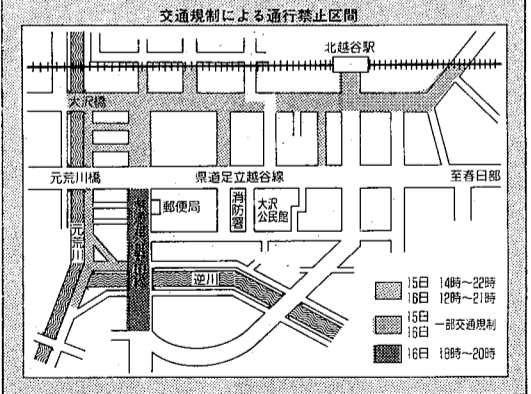 交通規制による通行禁止区間
北越谷駅
大沢橋
元荒川橋
県道足立越谷線
至春日部
郵便局
消防署
大沢
公民館
元荒川
逆川
15日 14時〜22時
16日 12時〜21時
15日
16日
一部交通規制
16日 18時〜20時